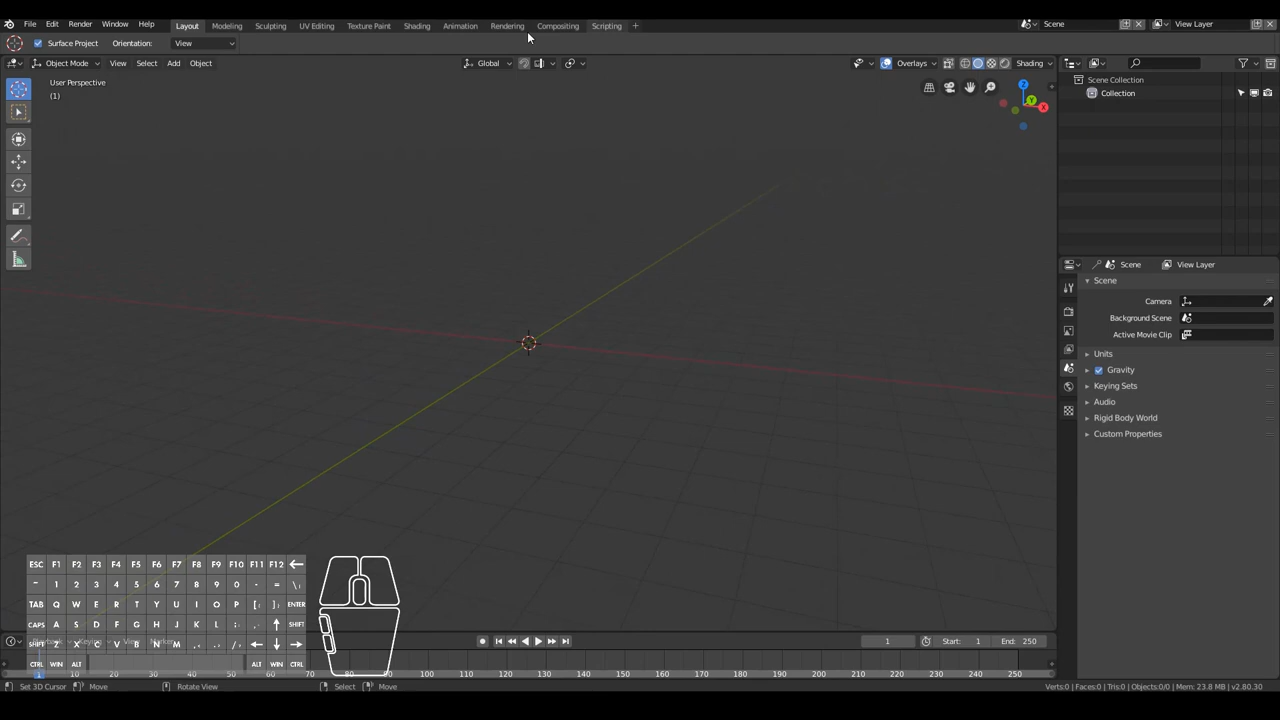 File Edit Render Window Help Layout Modeling Sculpting UV Editing Texture Paint Shading Animation Rendering Compositing Scripting + Scene View Layer
Surface Project Orientation: View
Object Mode View Select Add Object Global Overlays Shading
User Perspective
(1)
Z
Y
X
Scene Collection
Collection
Scene View Layer
Scene
Camera
Background Scene
Active Movie Clip
Units
Gravity
Keying Sets
Audio
Rigid Body World
Custom Properties
ESC F1 F2 F3 F4 F5 F6 F7 F8 F9 F10 F11 F12
~ 1 2 3 4 5 6 7 8 9 0 - = \
TAB Q W E R T Y U I O P [ ] ENTER
CAPS A S D F G H J K L ; SHIFT
SHIFT Z X C V B N M /
CTRL WIN ALT ALT WIN CTRL
Playback Keying View Marker
1 Start: 1 End: 250
1 10 70 80 90 100 110 120 130 140 150 160 170 180 190 200 210 220 230 240 250
Set 3D Cursor Move Rotate View Select Move Verts:0 | Faces:0 | Tris:0 | Objects:0/0 | Mem: 23.8 MB | v2.80.30